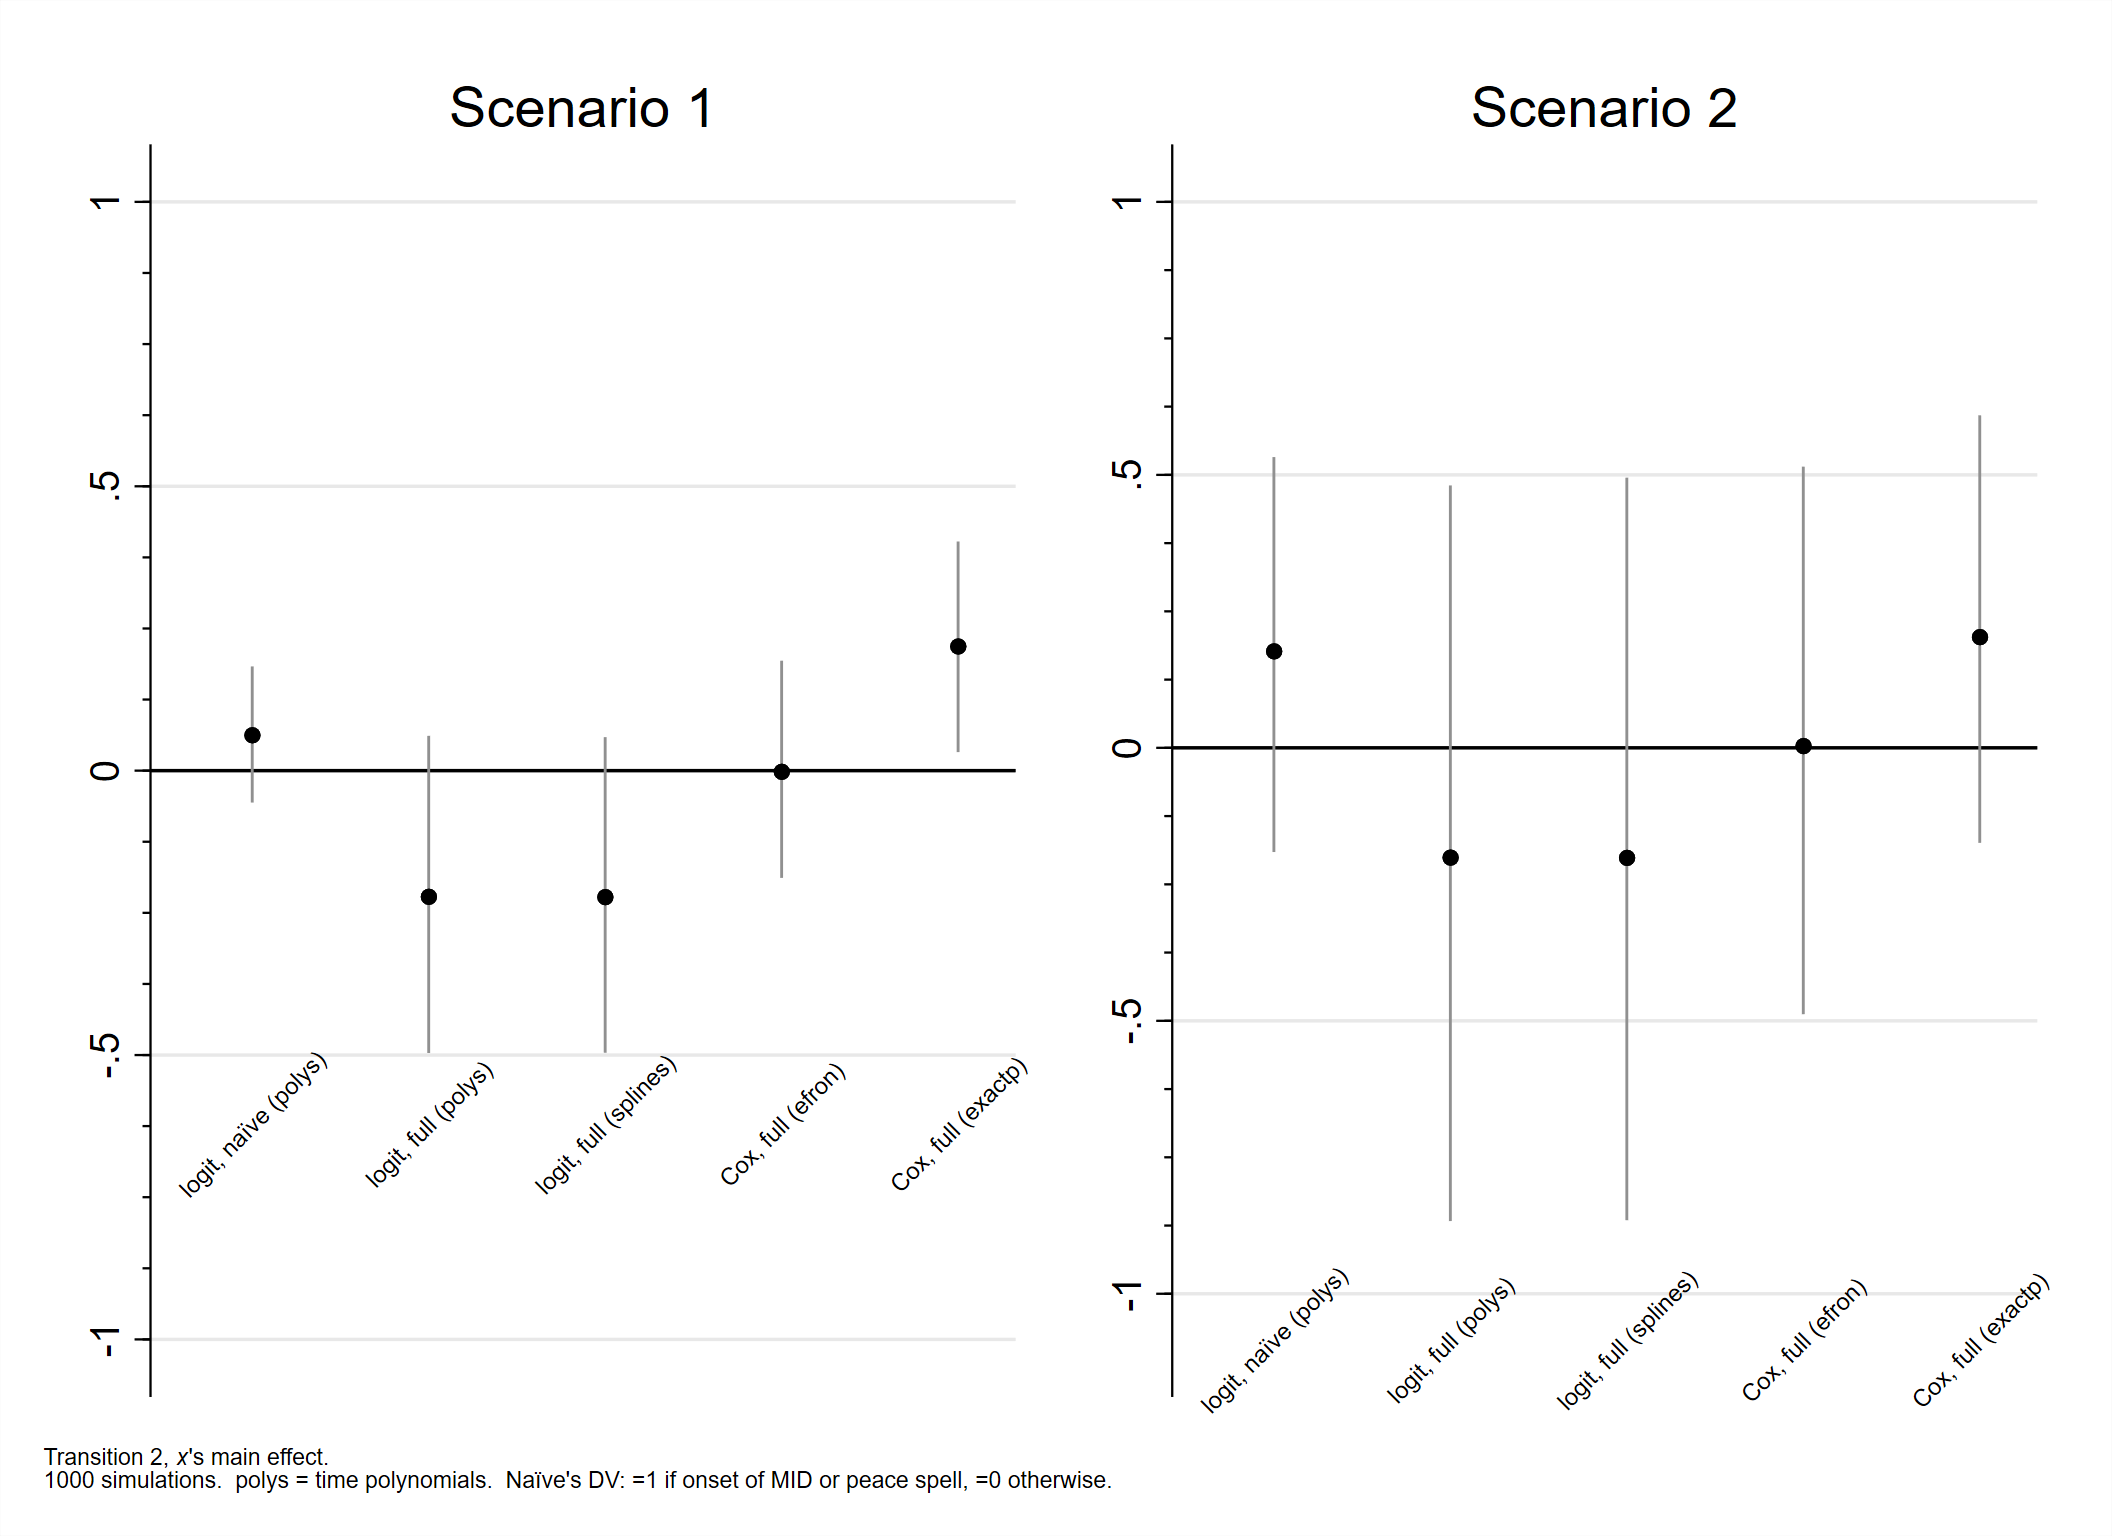 Scenario 1
1
.5
0
-.5
-1
logit, naïve (polys)
logit, full (polys)
logit, full (splines)
Cox, full (efron)
Cox, full (exactp)
Scenario 2
1
.5
0
-.5
-1
logit, naïve (polys)
logit, full (polys)
logit, full (splines)
Cox, full (efron)
Cox, full (exactp)
Transition 2, x's main effect.
1000 simulations.  polys = time polynomials.  Naïve's DV: =1 if onset of MID or peace spell, =0 otherwise.